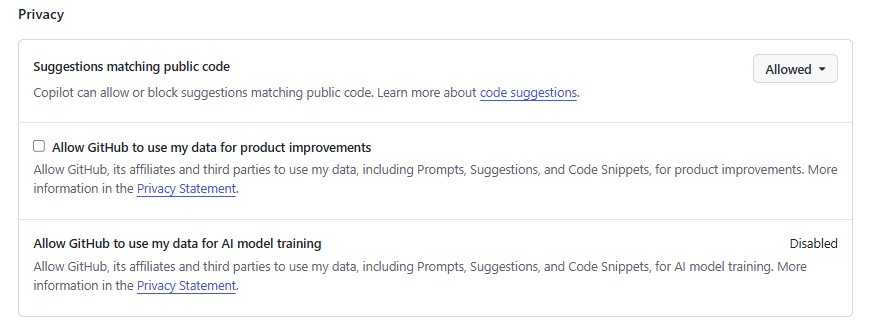 Privacy
Suggestions matching public code
Allowed
Copilot can allow or block suggestions matching public code. Learn more about code suggestions.
Allow GitHub to use my data for product improvements
Allow GitHub, its affiliates and third parties to use my data, including Prompts, Suggestions, and Code Snippets, for product improvements. More
information in the Privacy Statement.
Allow GitHub to use my data for AI model training
Disabled
Allow GitHub, its affiliates and third parties to use my data, including Prompts, Suggestions, and Code Snippets, for AI model training. More
information in the Privacy Statement.